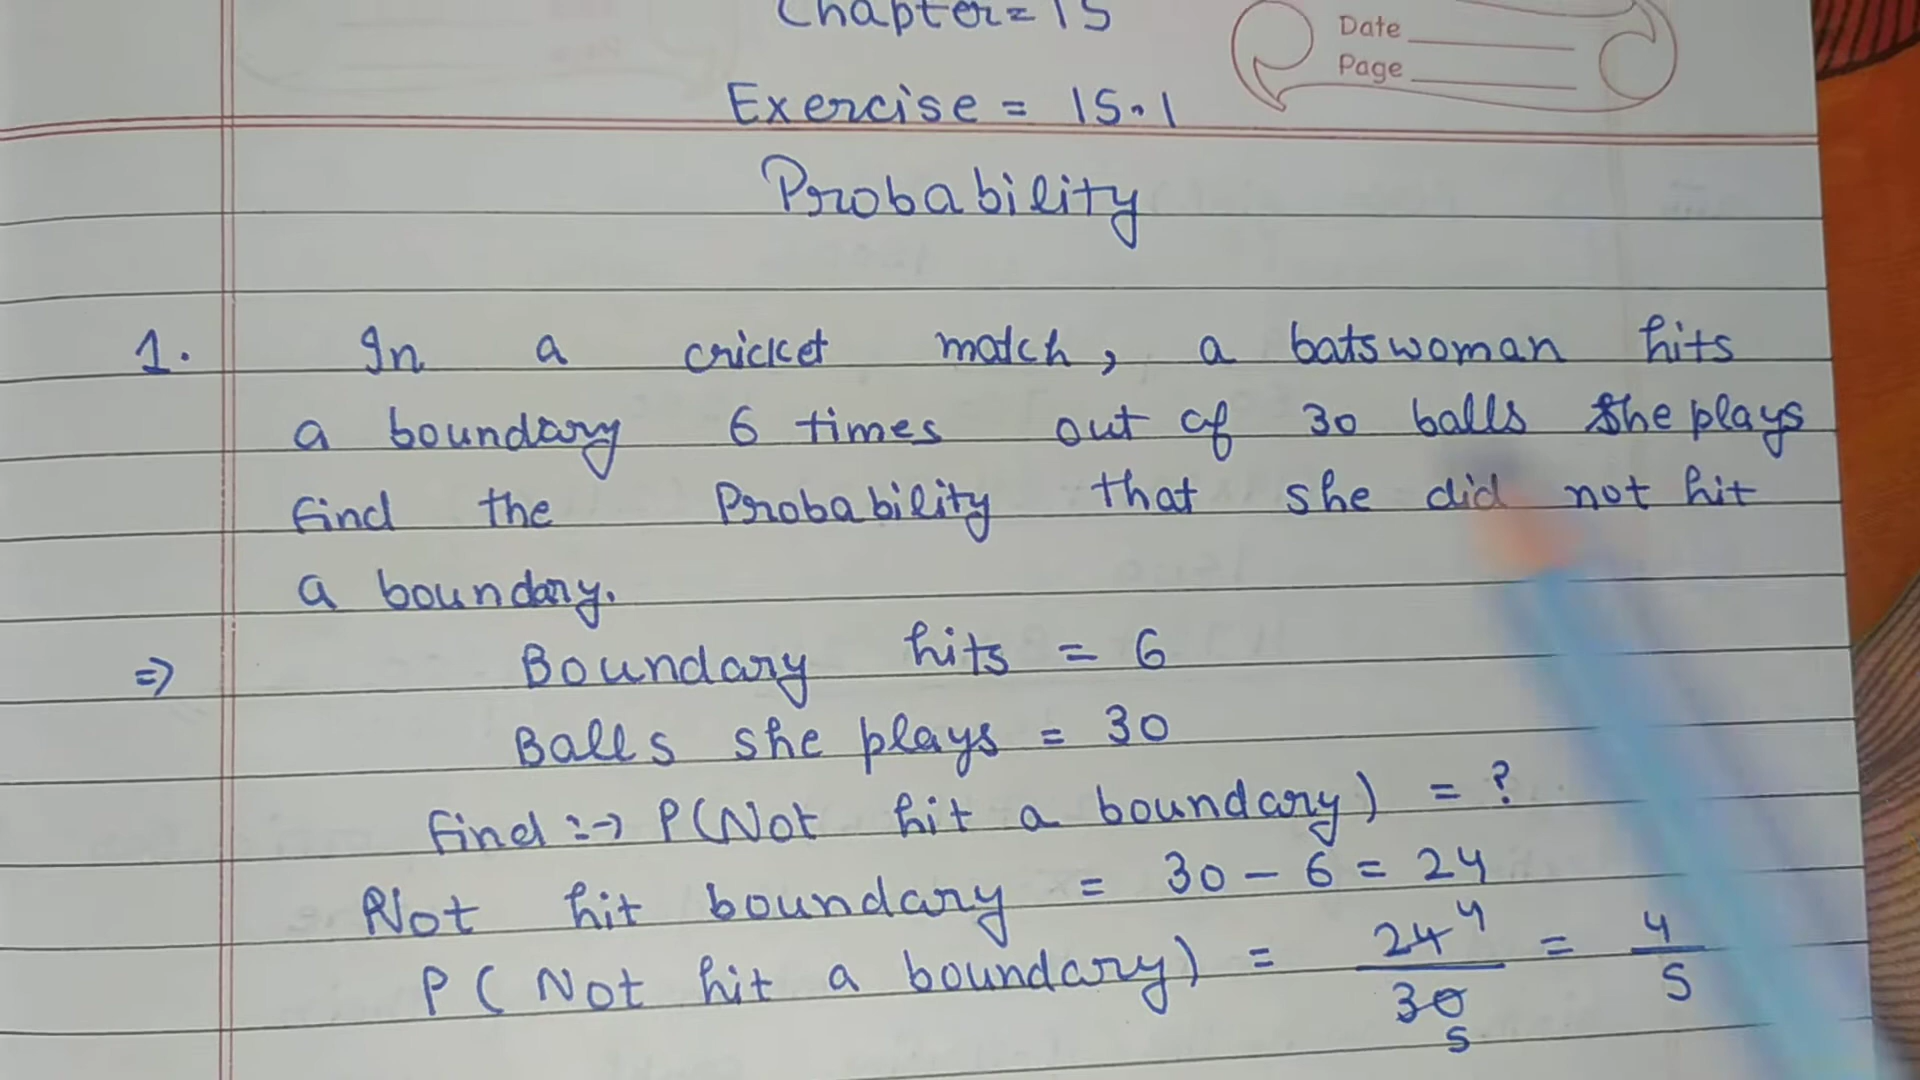 Chapter = 15
Date
Page
Exercise = 15.1
Probability
1. In a cricket match, a batswoman hits
a boundary 6 times out of 30 balls she plays
find the Probability that she did not hit
a boundary.
⇒ Boundary hits = 6
Balls she plays = 30
find :→ P(Not hit a boundary) = ?
Not hit boundary = 30 - 6 = 24
P(Not hit a boundary) = 24 4 / 30 5 = 4/5